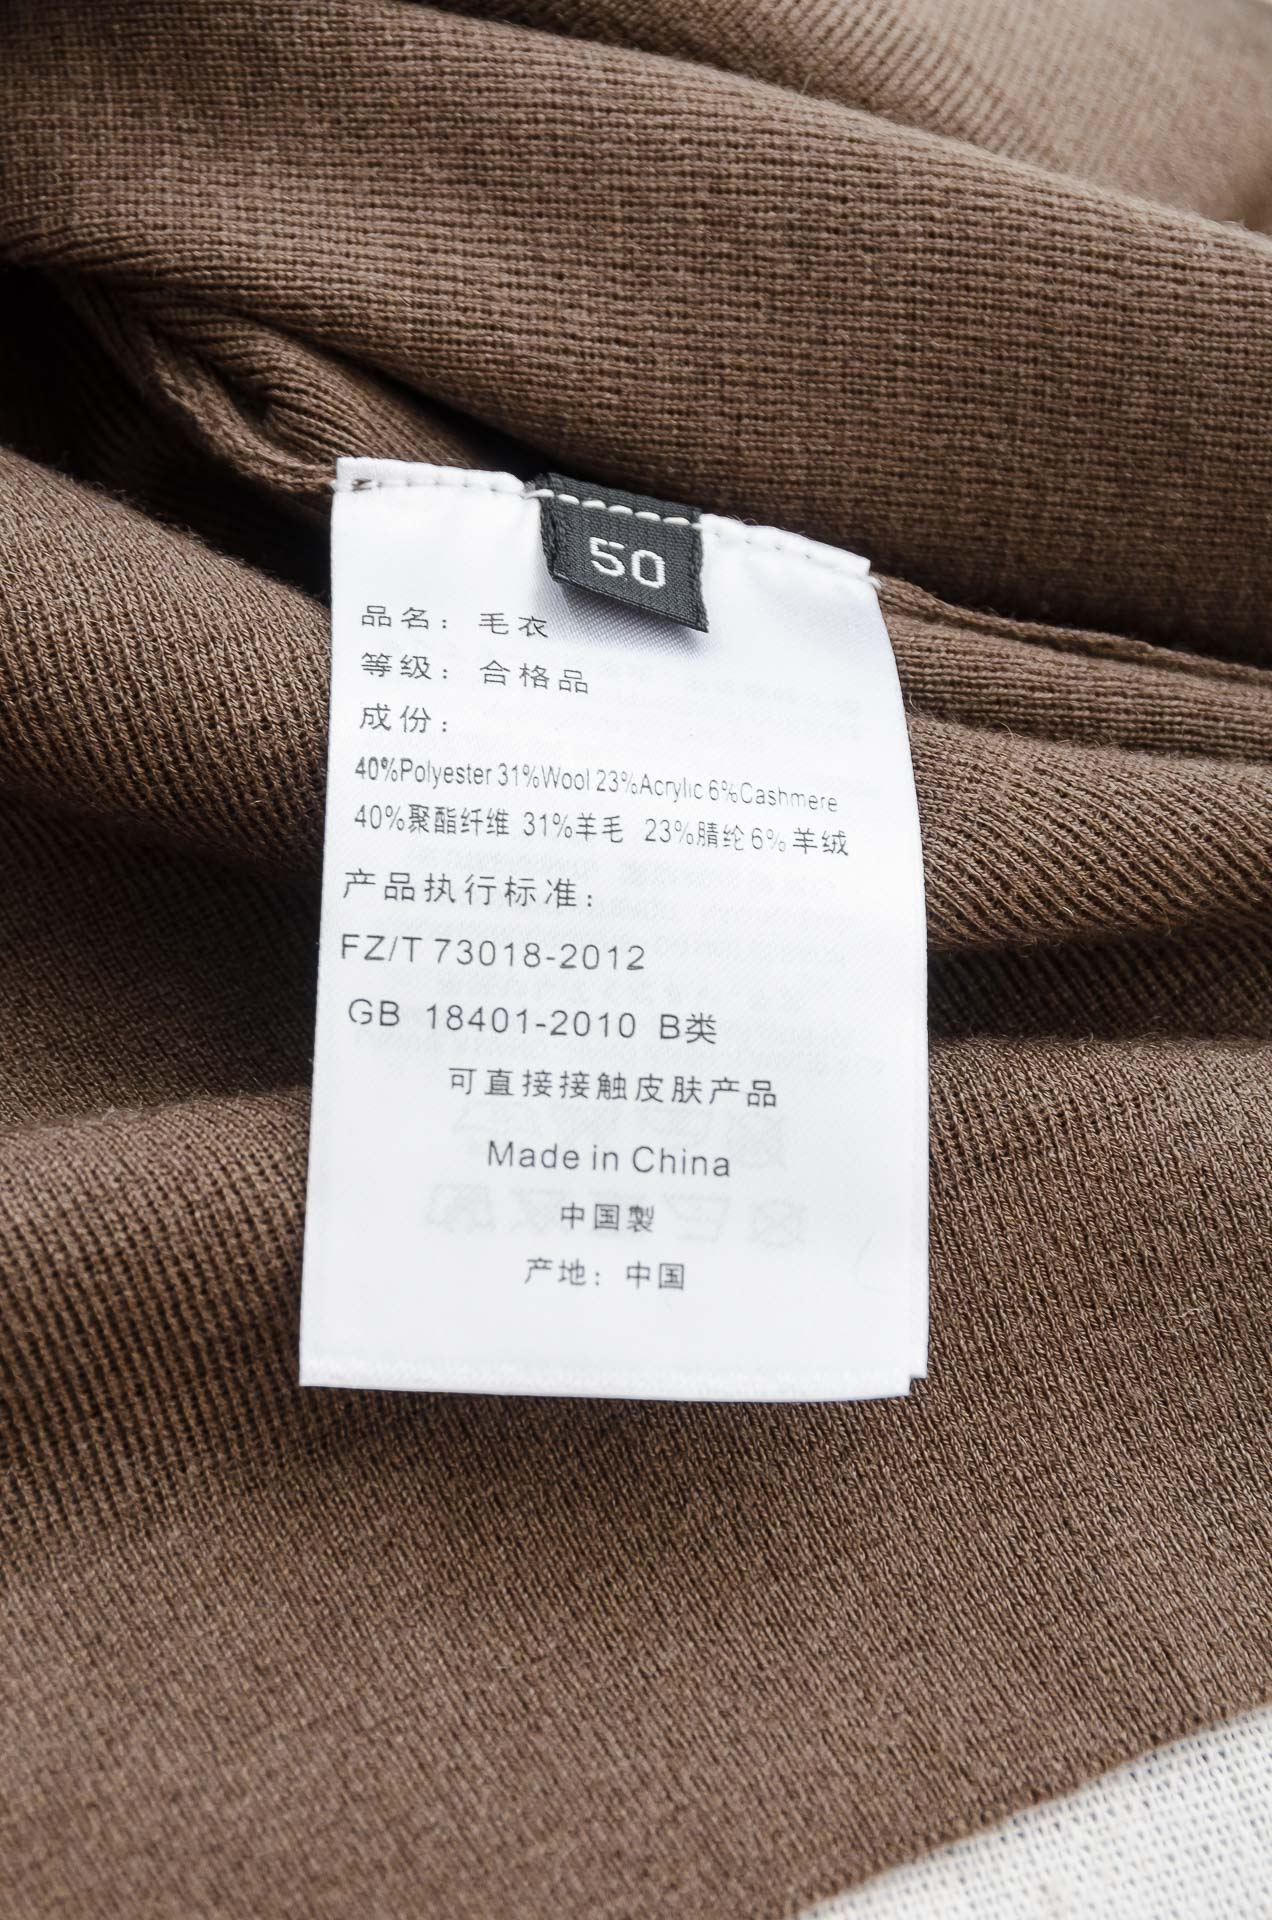 50
品名：毛衣
等级：合格品
成份：
40%Polyester 31%Wool 23%Acrylic 6%Cashmere
40%聚酯纤维 31%羊毛 23%腈纶 6%羊绒
产品执行标准：
FZ/T 73018-2012
GB 18401-2010 B类
可直接接触皮肤产品
Made in China
中国製
产地：中国